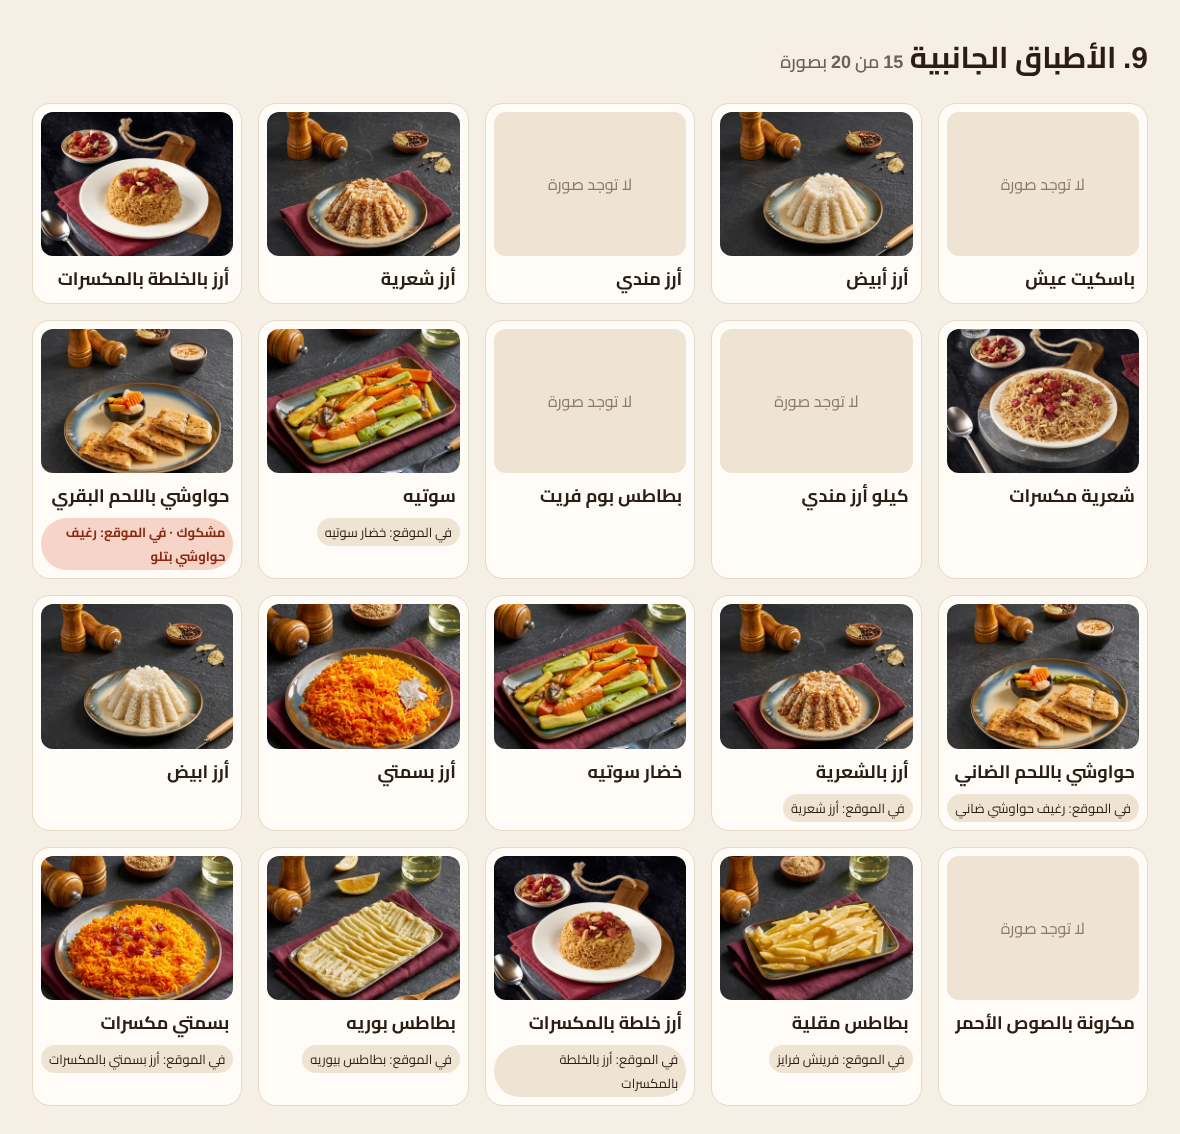 9. الأطباق الجانبية 15 من 20 بصورة
لا توجد صورة
باسكيت عيش
أرز أبيض
لا توجد صورة
أرز مندي
أرز شعرية
أرز بالخلطة بالمكسرات
شعرية مكسرات
لا توجد صورة
كيلو أرز مندي
لا توجد صورة
بطاطس بوم فريت
سوتيه
في الموقع: خضار سوتيه
حواوشي باللحم البقري
مشكوك · في الموقع: رغيف
حواوشي بتلو
حواوشي باللحم الضاني
في الموقع: رغيف حواوشي ضاني
أرز بالشعرية
في الموقع: أرز شعرية
خضار سوتيه
أرز بسمتي
أرز ابيض
لا توجد صورة
مكرونة بالصوص الأحمر
بطاطس مقلية
في الموقع: فرينش فرايز
أرز خلطة بالمكسرات
في الموقع: أرز بالخلطة
بالمكسرات
بطاطس بوريه
في الموقع: بطاطس بيوريه
بسمتي مكسرات
في الموقع: أرز بسمتي بالمكسرات